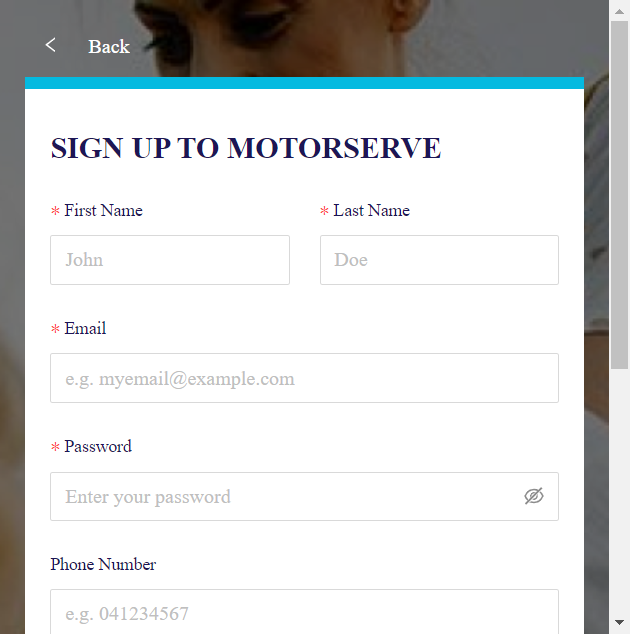 Back
SIGN UP TO MOTORSERVE
* First Name
* Last Name
John
Doe
* Email
e.g. myemail@example.com
* Password
Enter your password
Phone Number
e.g. 041234567